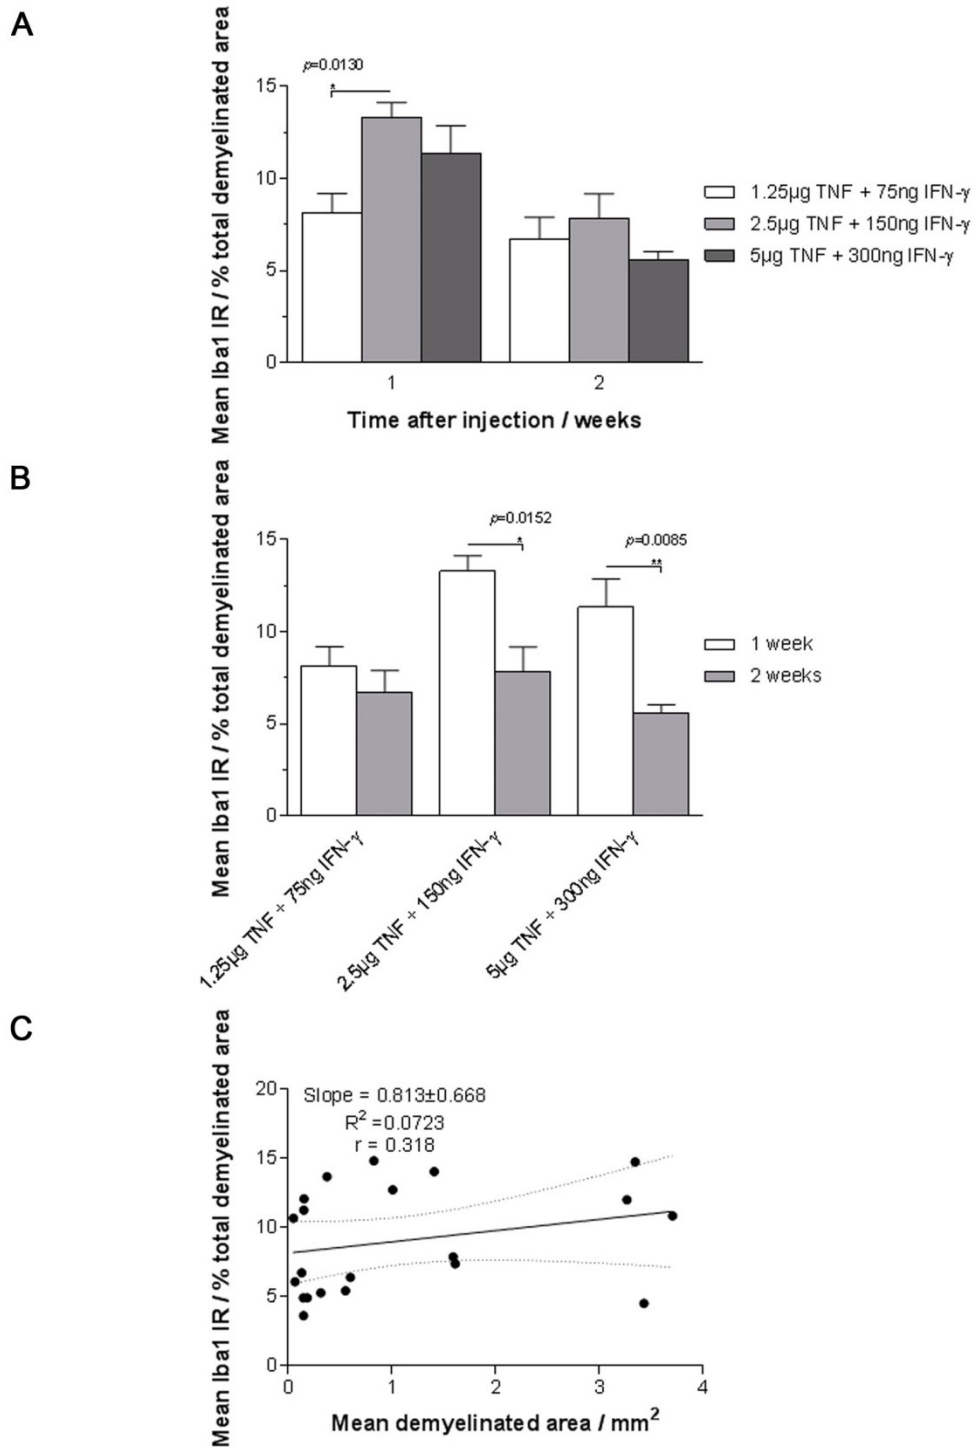 A
Mean Iba1 IR / % total demyelinated area
p=0.0130
*
15
10
5
0
1
2
Time after injection / weeks
1.25µg TNF + 75ng IFN-γ
2.5µg TNF + 150ng IFN-γ
5µg TNF + 300ng IFN-γ
B
Mean Iba1 IR / % total demyelinated area
p=0.0152
*
p=0.0085
**
15
10
5
0
1 week
2 weeks
1.25µg TNF + 75ng IFN-γ
2.5µg TNF + 150ng IFN-γ
5µg TNF + 300ng IFN-γ
C
Mean Iba1 IR / % total demyelinated area
Slope = 0.813±0.668
R² =0.0723
r = 0.318
20
15
10
5
0
0
1
2
3
4
Mean demyelinated area / mm²